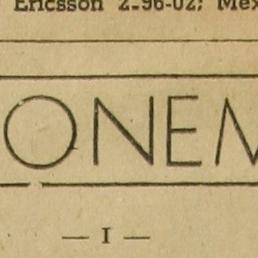 Ericsson 2-96-02; Mex
ONEM
— I —